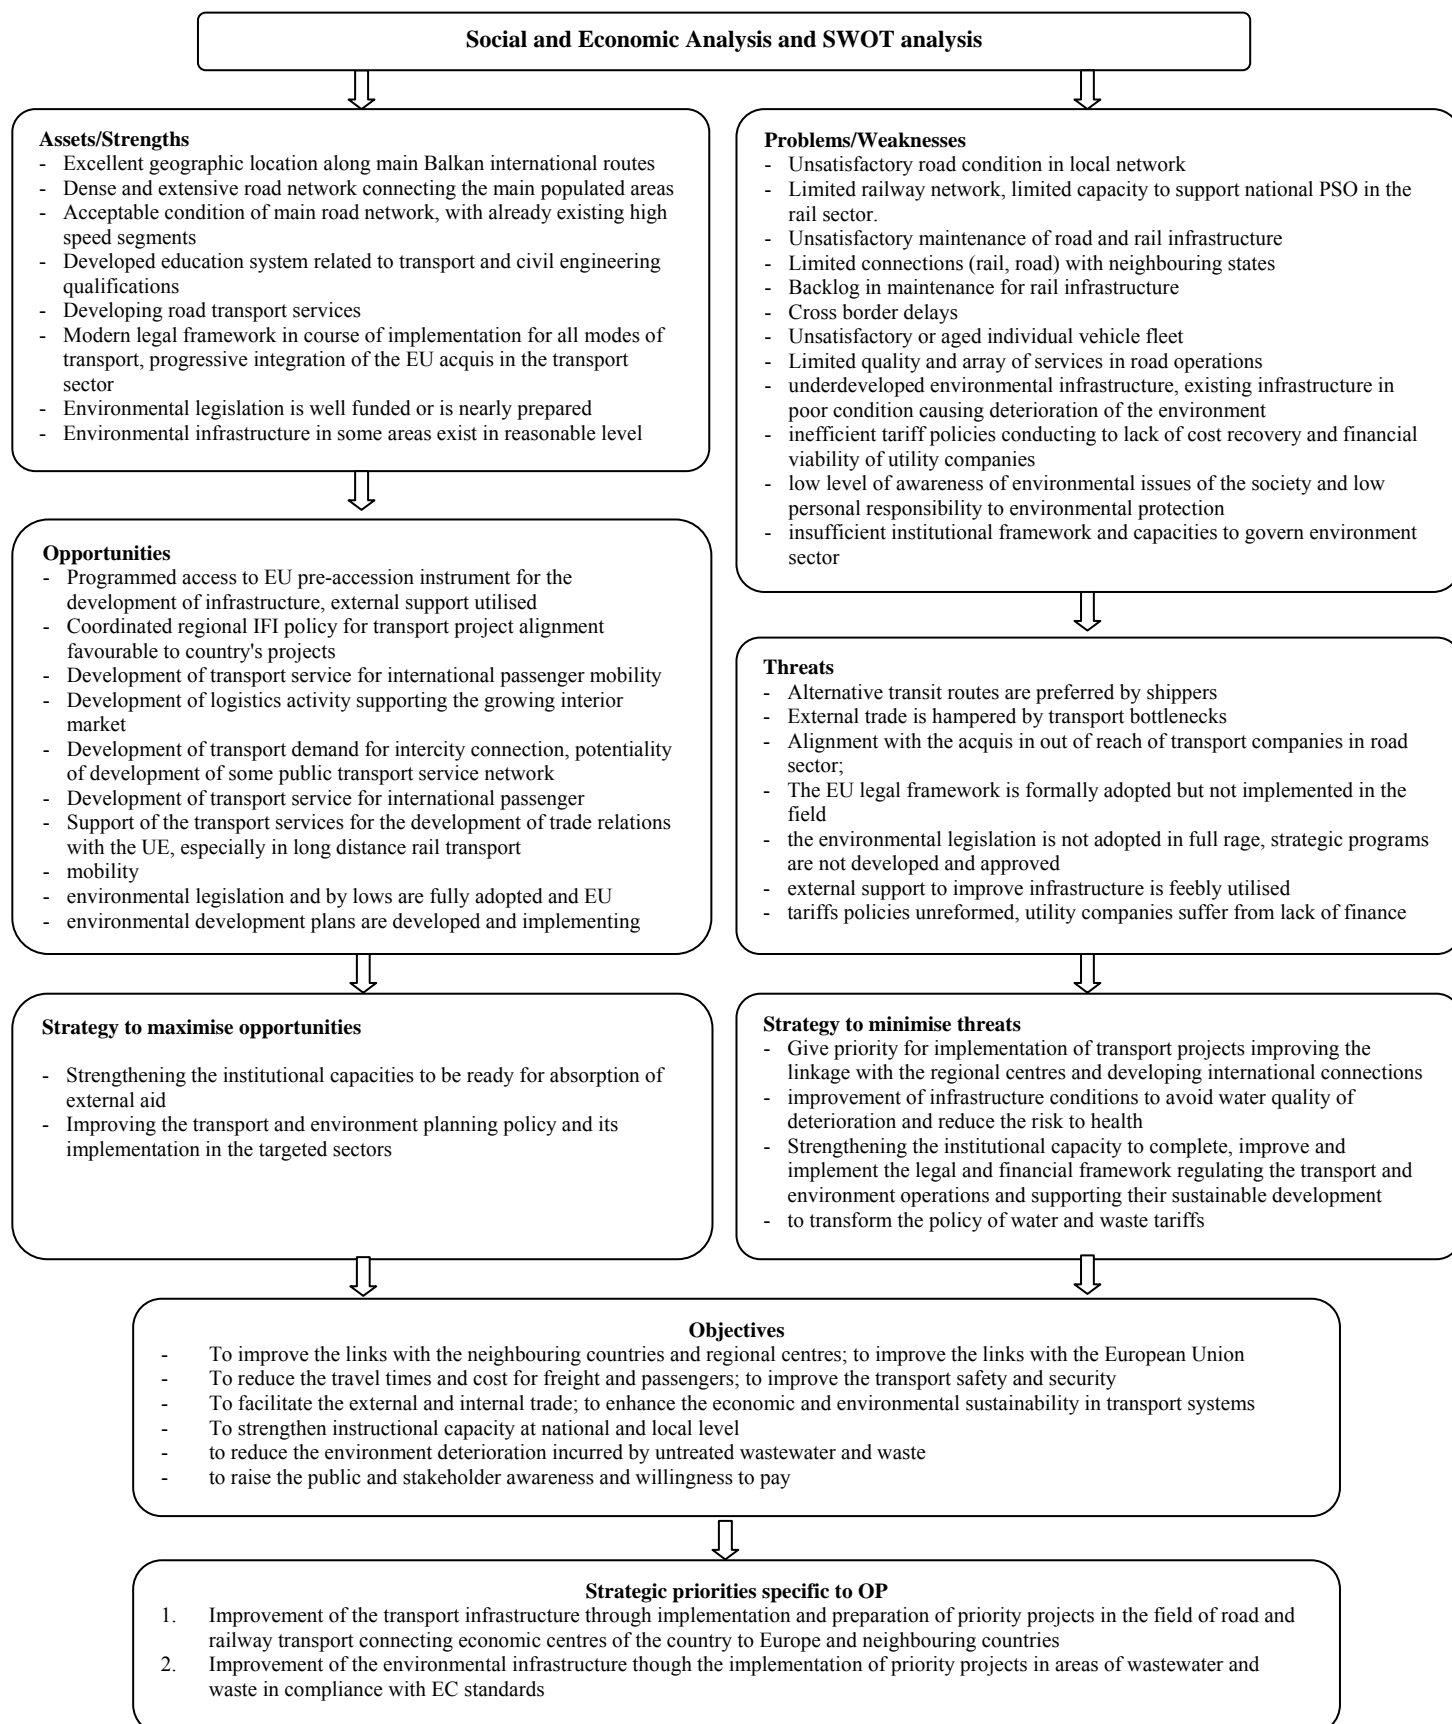 Social and Economic Analysis and SWOT analysis
Assets/Strengths
- Excellent geographic location along main Balkan international routes
- Dense and extensive road network connecting the main populated areas
- Acceptable condition of main road network, with already existing high
speed segments
- Developed education system related to transport and civil engineering
qualifications
- Developing road transport services
- Modern legal framework in course of implementation for all modes of
transport, progressive integration of the EU acquis in the transport
sector
- Environmental legislation is well funded or is nearly prepared
- Environmental infrastructure in some areas exist in reasonable level
Problems/Weaknesses
- Unsatisfactory road condition in local network
- Limited railway network, limited capacity to support national PSO in the
rail sector.
- Unsatisfactory maintenance of road and rail infrastructure
- Limited connections (rail, road) with neighbouring states
- Backlog in maintenance for rail infrastructure
- Cross border delays
- Unsatisfactory or aged individual vehicle fleet
- Limited quality and array of services in road operations
- underdeveloped environmental infrastructure, existing infrastructure in
poor condition causing deterioration of the environment
- inefficient tariff policies conducting to lack of cost recovery and financial
viability of utility companies
- low level of awareness of environmental issues of the society and low
personal responsibility to environmental protection
- insufficient institutional framework and capacities to govern environment
sector
Opportunities
- Programmed access to EU pre-accession instrument for the
development of infrastructure, external support utilised
- Coordinated regional IFI policy for transport project alignment
favourable to country's projects
- Development of transport service for international passenger mobility
- Development of logistics activity supporting the growing interior
market
- Development of transport demand for intercity connection, potentiality
of development of some public transport service network
- Development of transport service for international passenger
- Support of the transport services for the development of trade relations
with the UE, especially in long distance rail transport
- mobility
- environmental legislation and by lows are fully adopted and EU
- environmental development plans are developed and implementing
Threats
- Alternative transit routes are preferred by shippers
- External trade is hampered by transport bottlenecks
- Alignment with the acquis in out of reach of transport companies in road
sector;
- The EU legal framework is formally adopted but not implemented in the
field
- the environmental legislation is not adopted in full rage, strategic programs
are not developed and approved
- external support to improve infrastructure is feebly utilised
- tariffs policies unreformed, utility companies suffer from lack of finance
Strategy to maximise opportunities
- Strengthening the institutional capacities to be ready for absorption of
external aid
- Improving the transport and environment planning policy and its
implementation in the targeted sectors
Strategy to minimise threats
- Give priority for implementation of transport projects improving the
linkage with the regional centres and developing international connections
- improvement of infrastructure conditions to avoid water quality of
deterioration and reduce the risk to health
- Strengthening the institutional capacity to complete, improve and
implement the legal and financial framework regulating the transport and
environment operations and supporting their sustainable development
- to transform the policy of water and waste tariffs
Objectives
- To improve the links with the neighbouring countries and regional centres; to improve the links with the European Union
- To reduce the travel times and cost for freight and passengers; to improve the transport safety and security
- To facilitate the external and internal trade; to enhance the economic and environmental sustainability in transport systems
- To strengthen instructional capacity at national and local level
- to reduce the environment deterioration incurred by untreated wastewater and waste
- to raise the public and stakeholder awareness and willingness to pay
Strategic priorities specific to OP
1. Improvement of the transport infrastructure through implementation and preparation of priority projects in the field of road and
railway transport connecting economic centres of the country to Europe and neighbouring countries
2. Improvement of the environmental infrastructure though the implementation of priority projects in areas of wastewater and
waste in compliance with EC standards